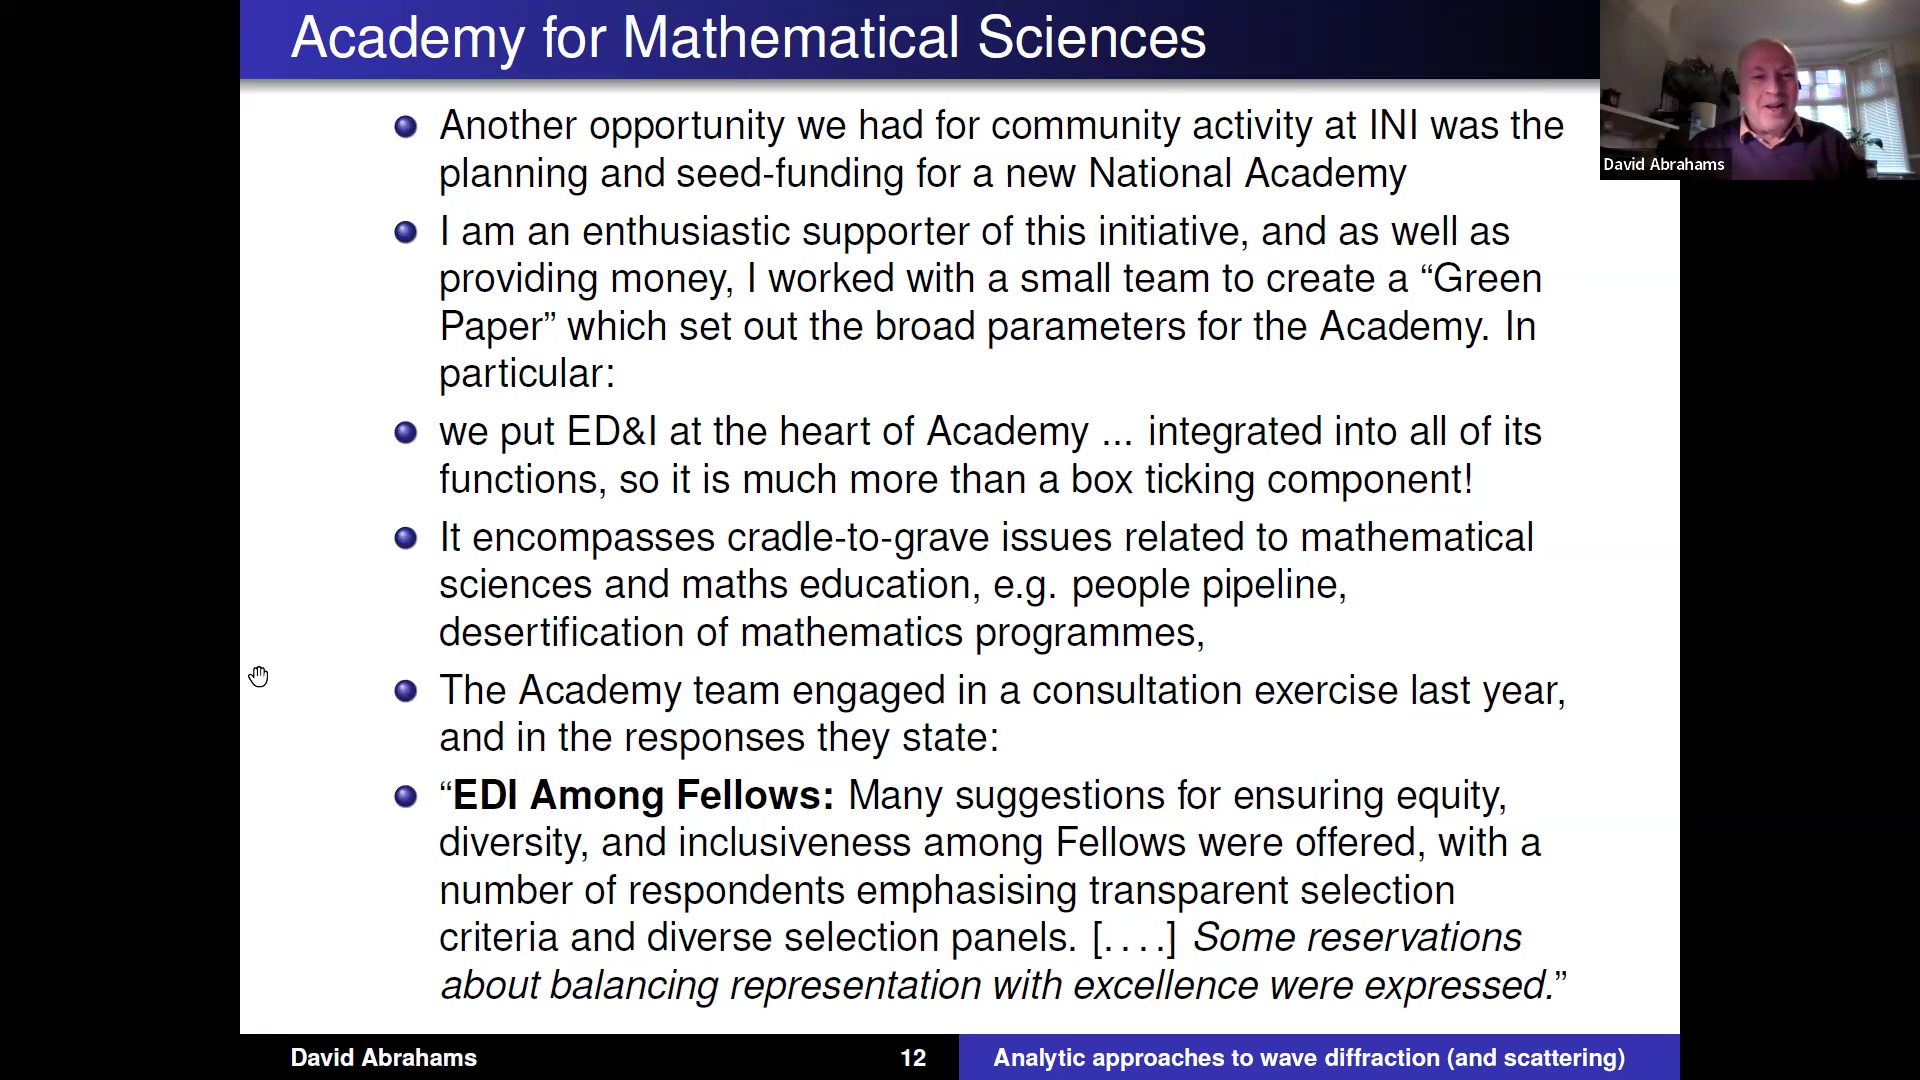 Academy for Mathematical Sciences
Another opportunity we had for community activity at INI was the
planning and seed-funding for a new National Academy
I am an enthusiastic supporter of this initiative, and as well as
providing money, I worked with a small team to create a “Green
Paper” which set out the broad parameters for the Academy. In
particular:
we put ED&I at the heart of Academy ... integrated into all of its
functions, so it is much more than a box ticking component!
It encompasses cradle-to-grave issues related to mathematical
sciences and maths education, e.g. people pipeline,
desertification of mathematics programmes,
The Academy team engaged in a consultation exercise last year,
and in the responses they state:
“EDI Among Fellows: Many suggestions for ensuring equity,
diversity, and inclusiveness among Fellows were offered, with a
number of respondents emphasising transparent selection
criteria and diverse selection panels. [....] Some reservations
about balancing representation with excellence were expressed.”
David Abrahams
12
Analytic approaches to wave diffraction (and scattering)
David Abrahams